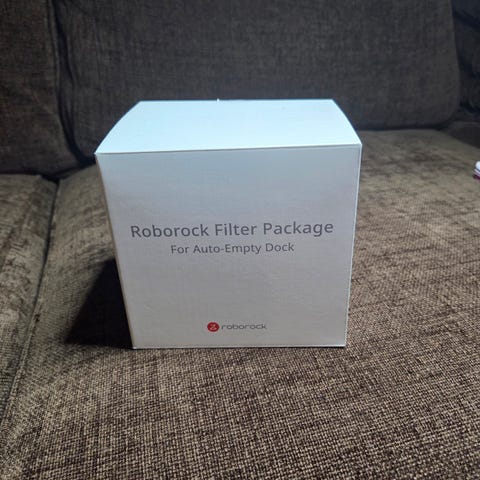 Roborock Filter Package
For Auto-Empty Dock
roborock